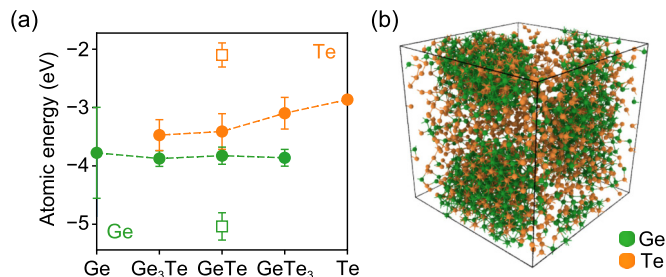 (a)
(b)
Atomic energy (eV)
−2
−3
−4
−5
Te
Ge
Ge Ge₃Te GeTe GeTe₃ Te
Ge
Te